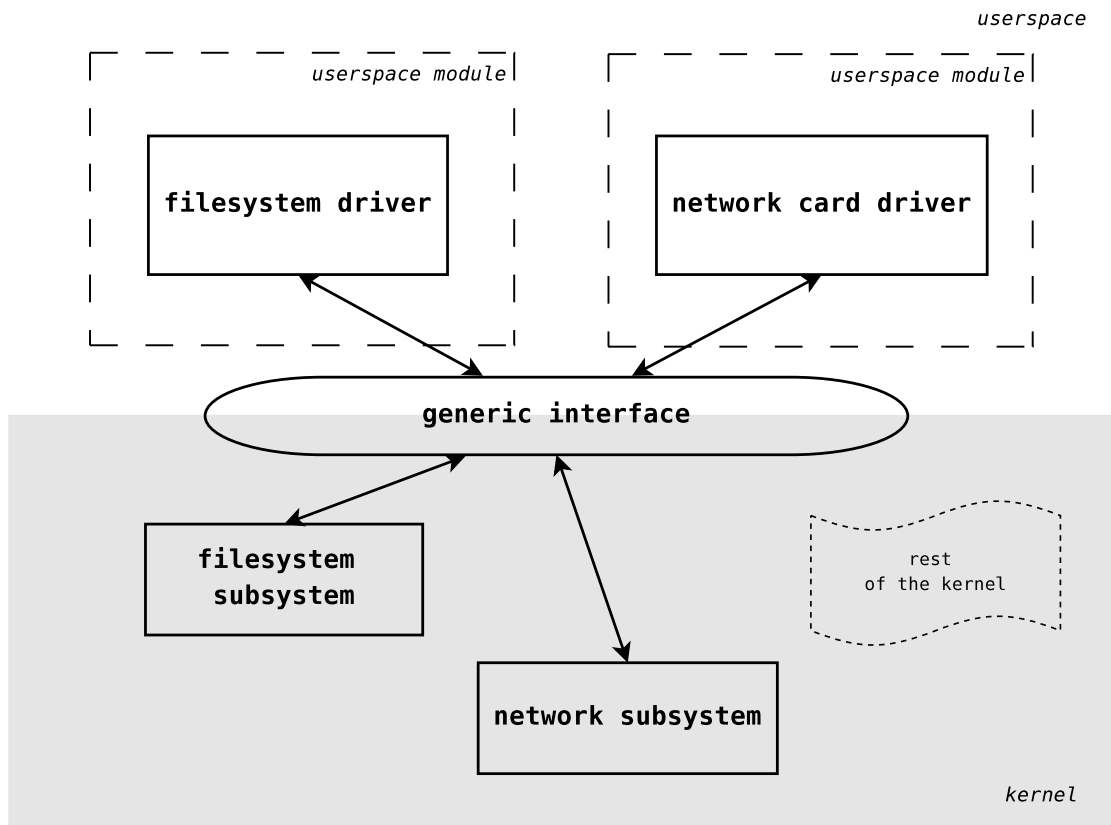 userspace
userspace module
userspace module
filesystem driver
network card driver
generic interface
filesystem
subsystem
rest
of the kernel
network subsystem
kernel